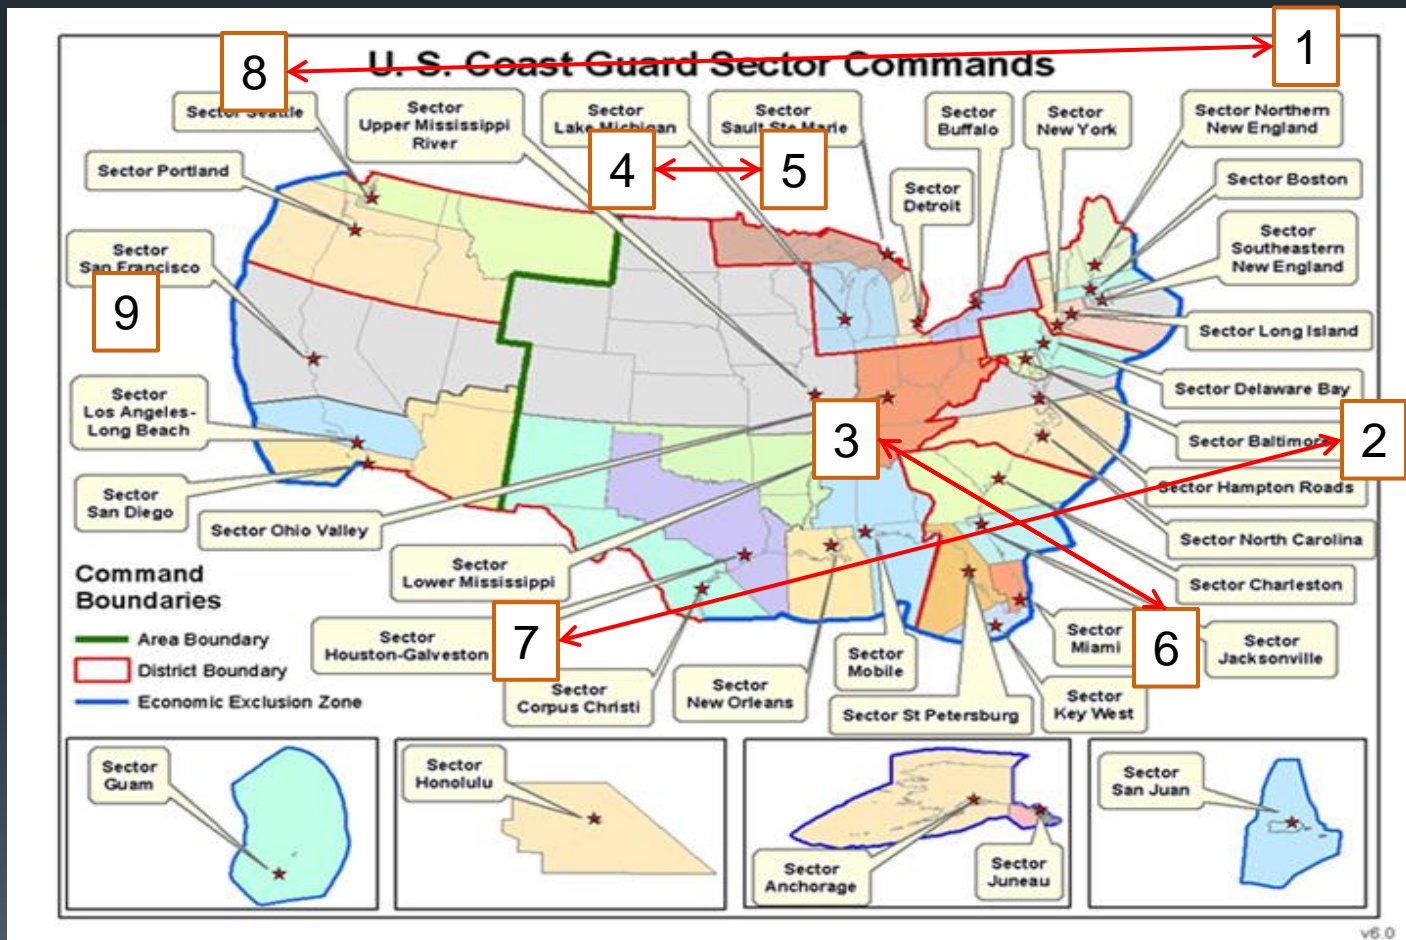 8
1
U. S. Coast Guard Sector Commands
Sector Seattle
Sector
Upper Mississippi
River
Sector
Lake Michigan
Sector
Sault Ste Marie
Sector
Buffalo
Sector
New York
Sector Northern
New England
4
5
Sector Portland
Sector
Detroit
Sector Boston
Sector
San Francisco
Sector
Southeastern
New England
9
Sector Long Island
Sector
Los Angeles-
Long Beach
Sector Delaware Bay
3
Sector Baltimore
2
Sector
San Diego
Sector Hampton Roads
Sector Ohio Valley
Sector North Carolina
Sector
Lower Mississippi
Sector Charleston
Command
Boundaries
Area Boundary
District Boundary
Economic Exclusion Zone
Sector
Houston-Galveston
7
Sector
Corpus Christi
Sector
New Orleans
Sector
Mobile
Sector St Petersburg
Sector
Miami
6
Sector
Jacksonville
Sector
Key West
Sector
Guam
Sector
Honolulu
Sector
Anchorage
Sector
Juneau
Sector
San Juan
v6.0